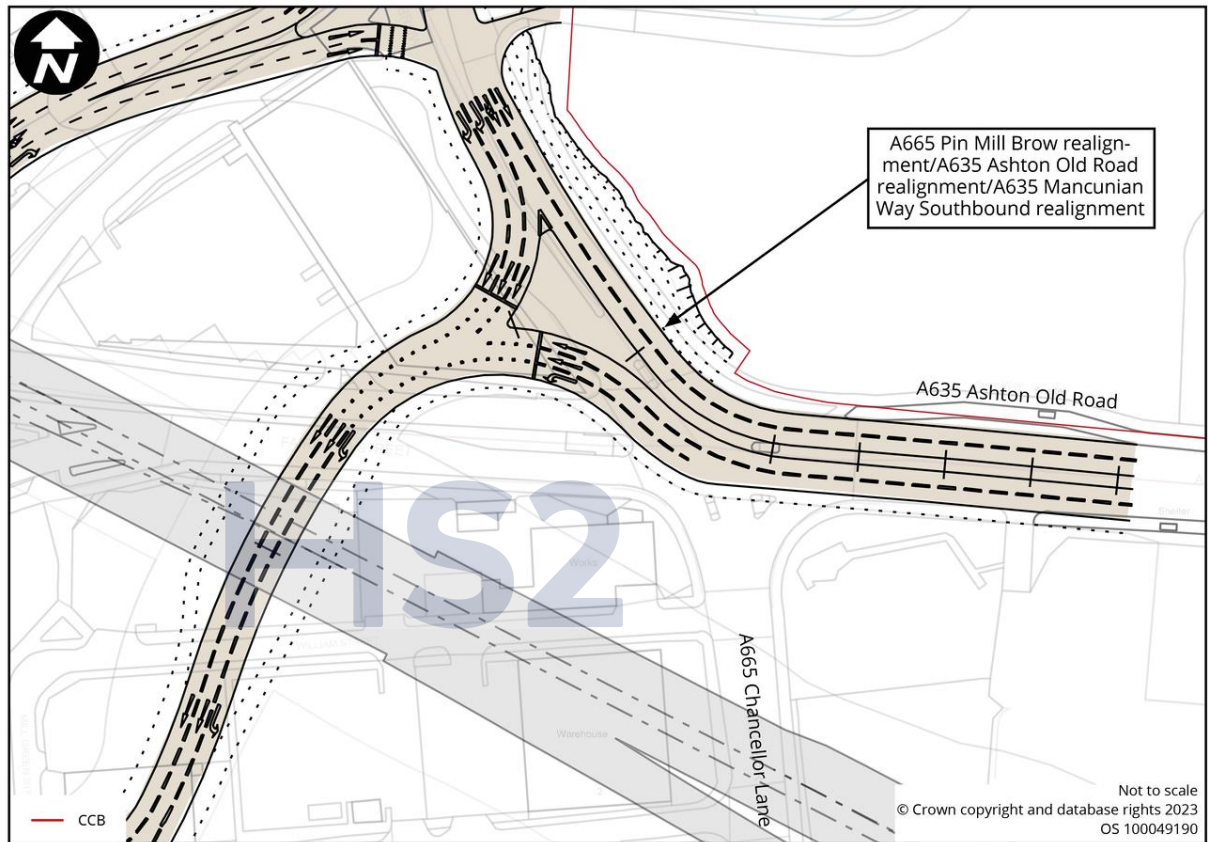 N
A665 Pin Mill Brow realign-
ment/A635 Ashton Old Road
realignment/A635 Mancunian
Way Southbound realignment
A635 Ashton Old Road
Shelter
HS2
Works
A665 Chancellor Lane
Warehouse
CCB
Not to scale
© Crown copyright and database rights 2023
OS 100049190